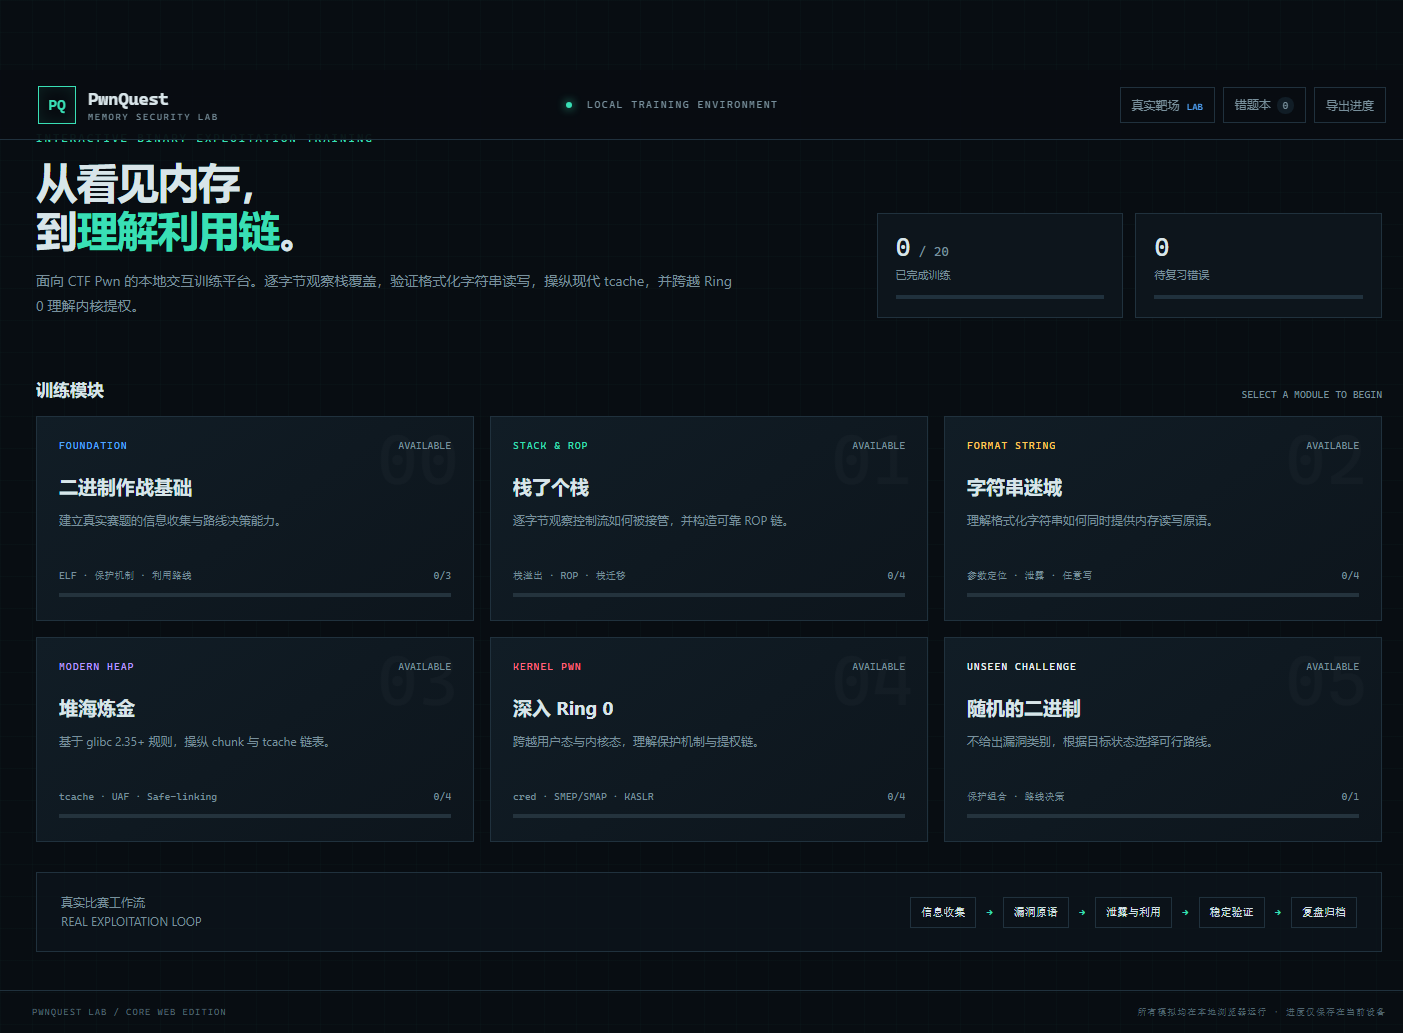 PQ
PwnQuest
MEMORY SECURITY LAB
LOCAL TRAINING ENVIRONMENT
真实靶场 LAB
错题本 0
导出进度
INTERACTIVE BINARY EXPLOITATION TRAINING
从看见内存，
到理解利用链。
面向 CTF Pwn 的本地交互训练平台。逐字节观察栈覆盖，验证格式化字符串读写，操纵现代 tcache，并跨越 Ring
0 理解内核提权。
0 / 20
已完成训练
0
待复习错误
训练模块
SELECT A MODULE TO BEGIN
FOUNDATION
AVAILABLE
00
二进制作战基础
建立真实赛题的信息收集与路线决策能力。
ELF · 保护机制 · 利用路线
0/3
STACK & ROP
AVAILABLE
01
栈了个栈
逐字节观察控制流如何被接管，并构造可靠 ROP 链。
栈溢出 · ROP · 栈迁移
0/4
FORMAT STRING
AVAILABLE
02
字符串迷城
理解格式化字符串如何同时提供内存读写原语。
参数定位 · 泄露 · 任意写
0/4
MODERN HEAP
AVAILABLE
03
堆海炼金
基于 glibc 2.35+ 规则，操纵 chunk 与 tcache 链表。
tcache · UAF · Safe-linking
0/4
KERNEL PWN
AVAILABLE
04
深入 Ring 0
跨越用户态与内核态，理解保护机制与提权链。
cred · SMEP/SMAP · KASLR
0/4
UNSEEN CHALLENGE
AVAILABLE
05
随机的二进制
不给出漏洞类别，根据目标状态选择可行路线。
保护组合 · 路线决策
0/1
真实比赛工作流
REAL EXPLOITATION LOOP
信息收集 → 漏洞原语 → 泄露与利用 → 稳定验证 → 复盘归档
PWNQUEST LAB / CORE WEB EDITION
所有模拟均在本地浏览器运行 · 进度仅保存在当前设备